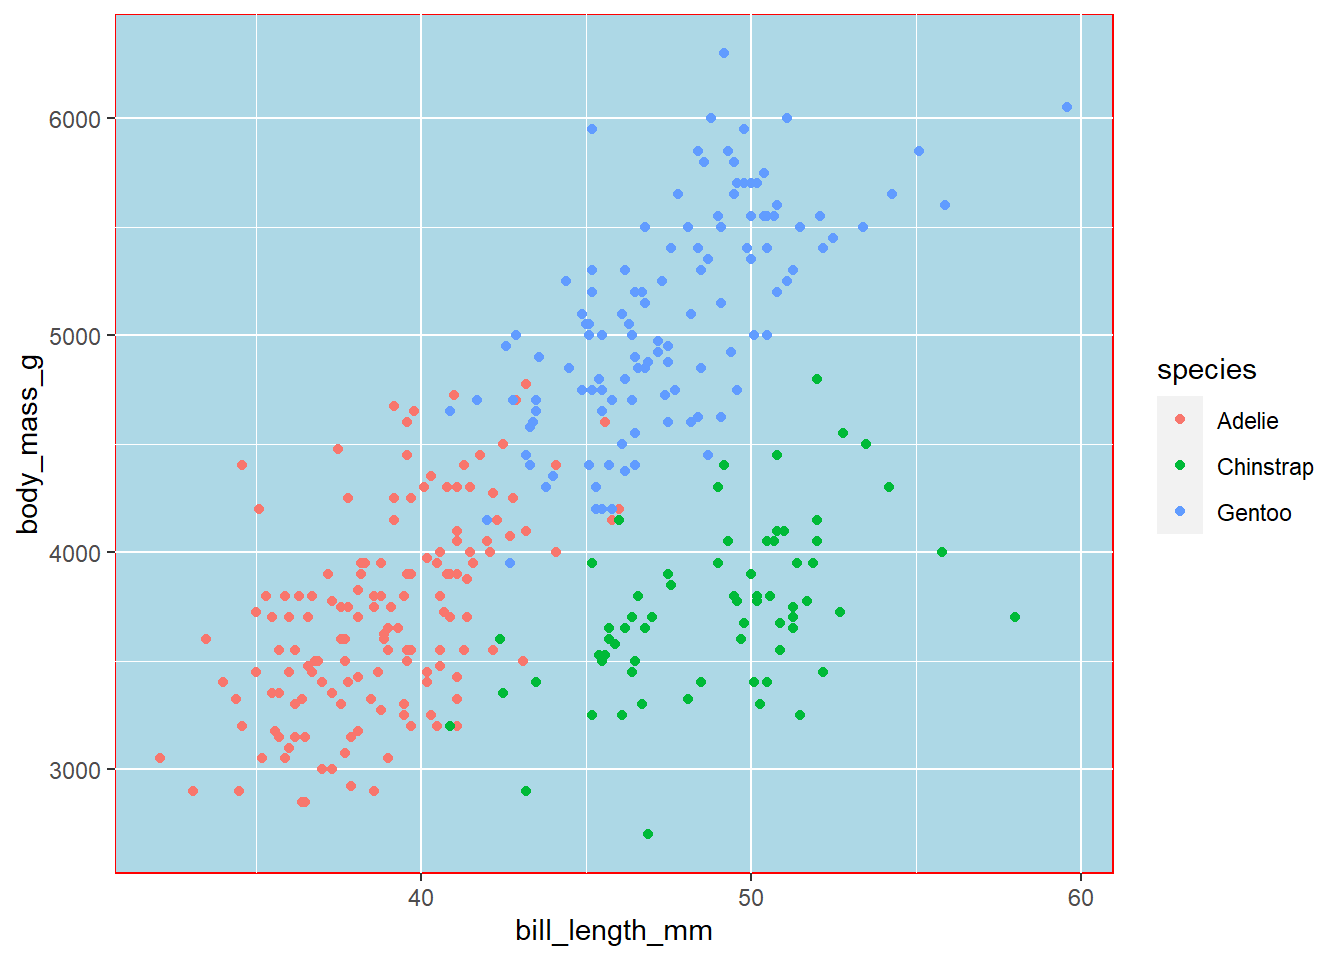 6000
5000
4000
3000
body_mass_g
40
50
60
bill_length_mm
species
Adelie
Chinstrap
Gentoo